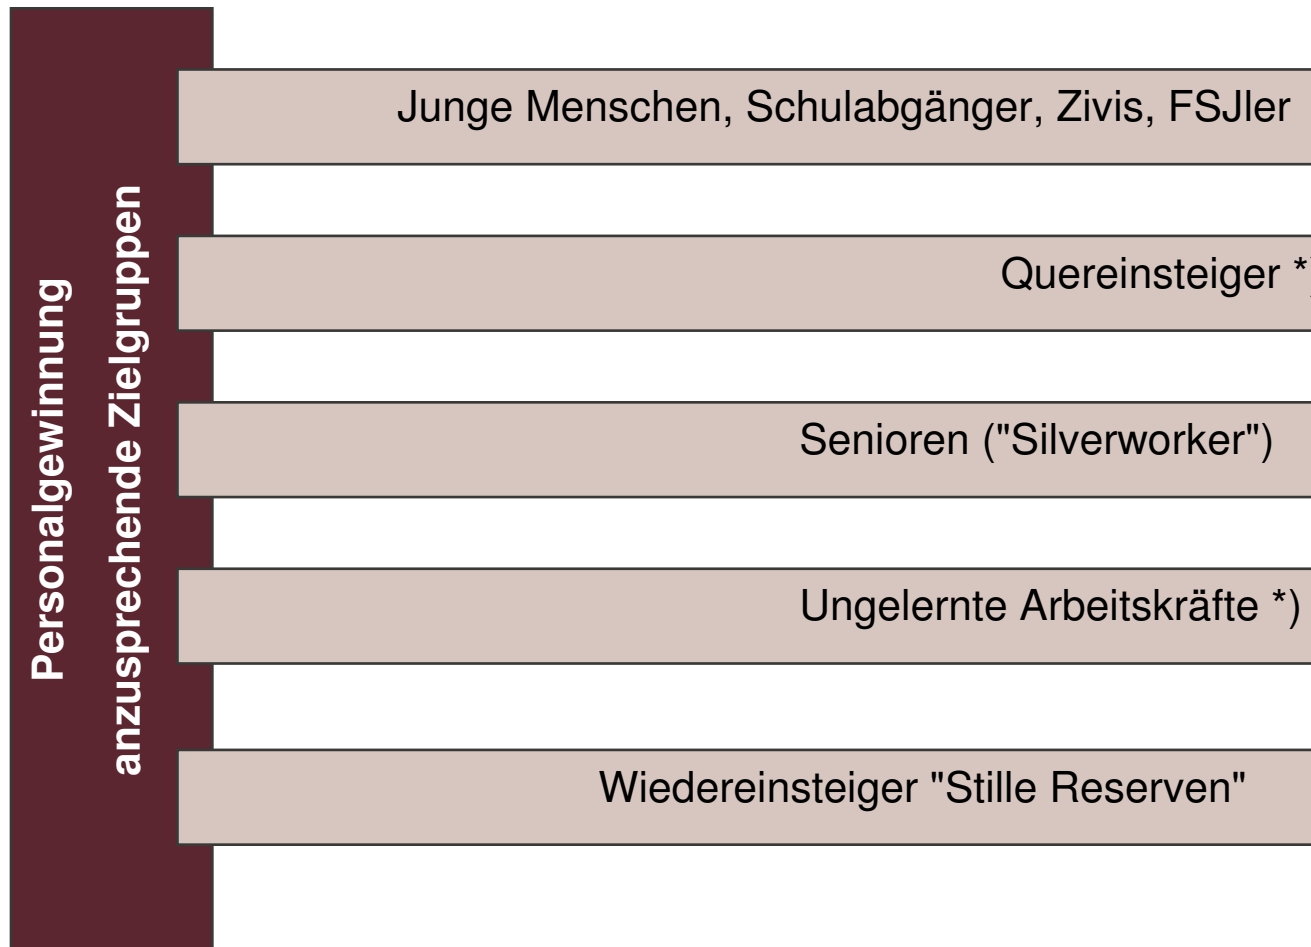 Personalgewinnung
anzusprechende Zielgruppen
Junge Menschen, Schulabgänger, Zivis, FSJler
Quereinsteiger *)
Senioren ("Silverworker")
Ungelernte Arbeitskräfte *)
Wiedereinsteiger "Stille Reserven"